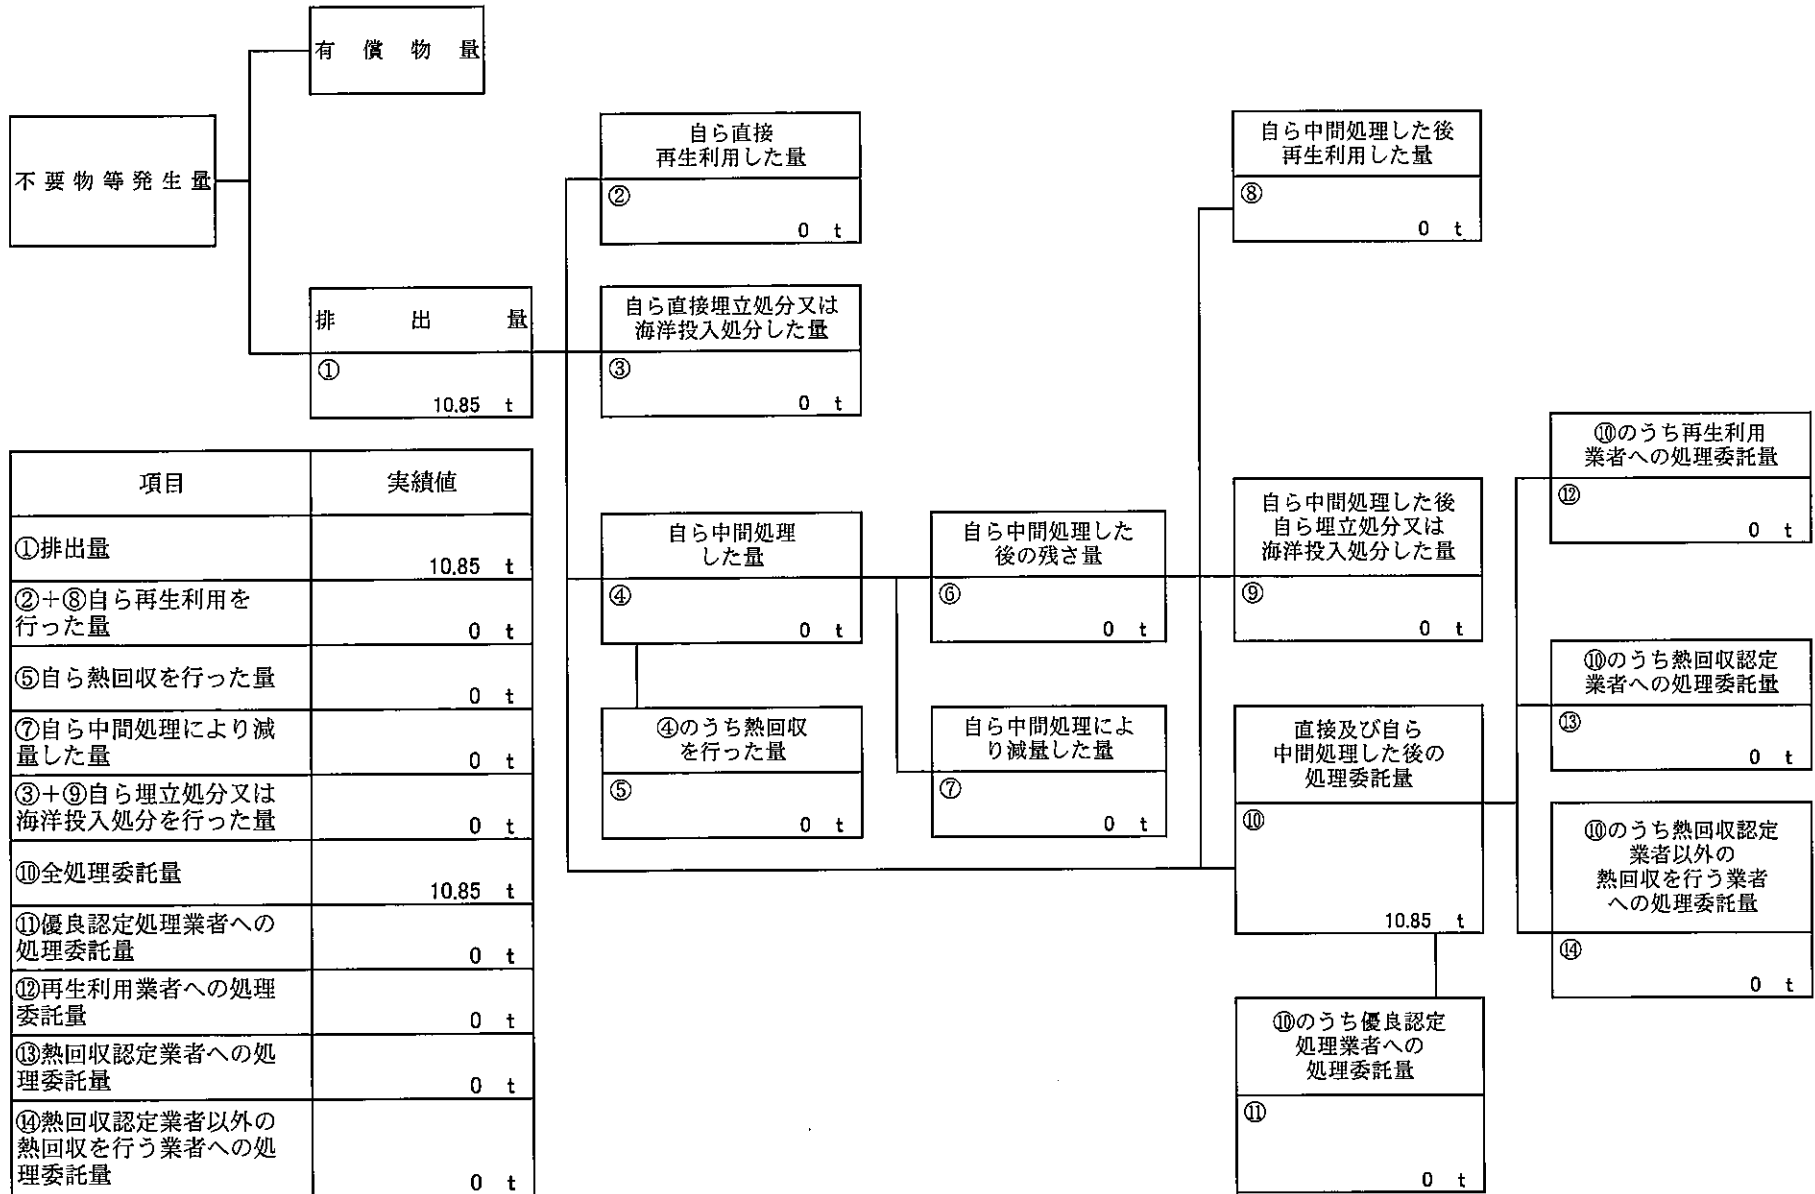 有償物量
不要物等発生量
自ら直接
再生利用した量
②
0 t
自ら中間処理した後
再生利用した量
⑧
0 t
排出量
①
10.85 t
自ら直接埋立処分又は
海洋投入処分した量
③
0 t
項目 実績値
①排出量
10.85 t
②+⑧自ら再生利用を
行った量
0 t
⑤自ら熱回収を行った量
0 t
⑦自ら中間処理により減
量した量
0 t
③+⑨自ら埋立処分又は
海洋投入処分を行った量
0 t
⑩全処理委託量
10.85 t
⑪優良認定処理業者への
処理委託量
0 t
⑫再生利用業者への処理
委託量
0 t
⑬熱回収認定業者への処
理委託量
0 t
⑭熱回収認定業者以外の
熱回収を行う業者への処
理委託量
0 t
自ら中間処理
した量
④
0 t
④のうち熱回収
を行った量
⑤
0 t
自ら中間処理した
後の残さ量
⑥
0 t
自ら中間処理によ
り減量した量
⑦
0 t
自ら中間処理した後
自ら埋立処分又は
海洋投入処分した量
⑨
0 t
直接及び自ら
中間処理した後の
処理委託量
⑩
10.85 t
⑩のうち優良認定
処理業者への
処理委託量
⑪
0 t
⑩のうち再生利用
業者への処理委託量
⑫
0 t
⑩のうち熱回収認定
業者への処理委託量
⑬
0 t
⑩のうち熱回収認定
業者以外の
熱回収を行う業者
への処理委託量
⑭
0 t